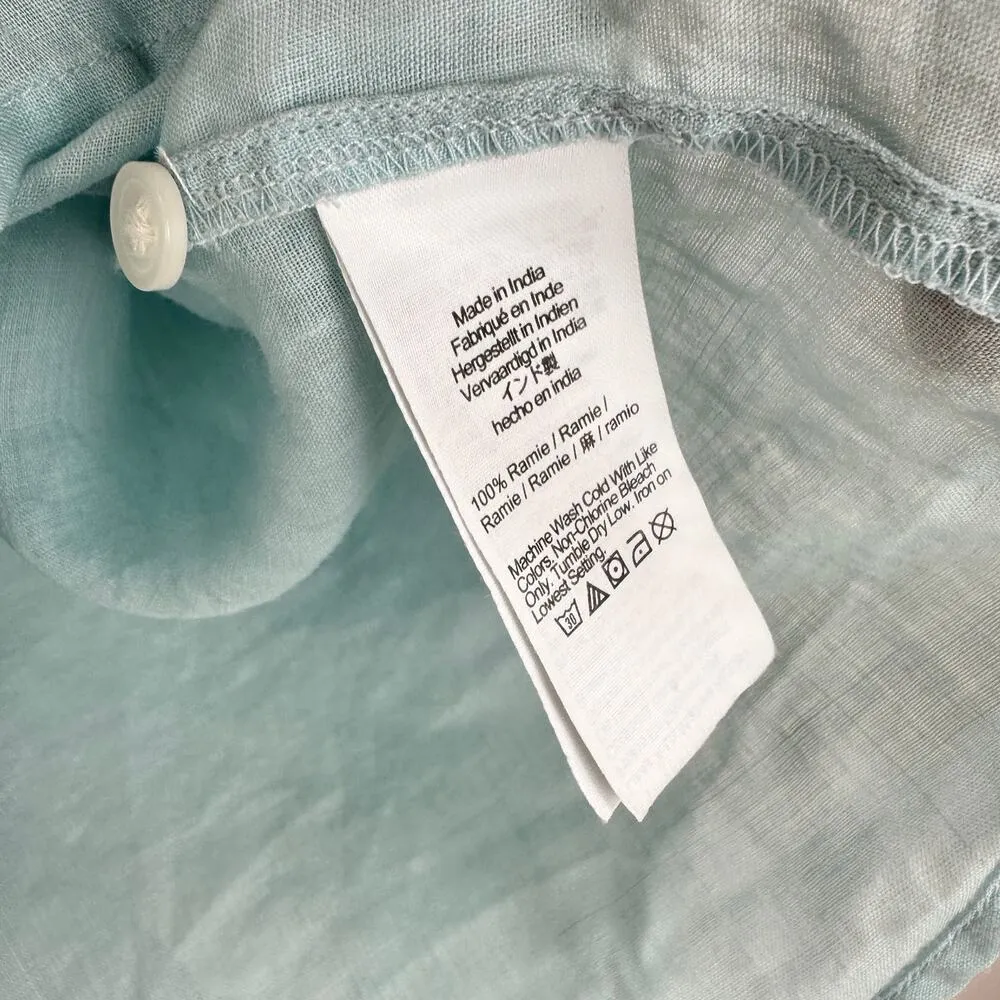 Made in India
Fabriqué en Inde
Hergestellt in Indien
Vervaardigd in India
インド製
hecho en india
100% Ramie / Ramie /
Ramie / Ramie / 麻 / ramio
Machine Wash Cold With Like
Colors. Non-Chlorine Bleach
Only. Tumble Dry Low. Iron on
Lowest Setting.
30